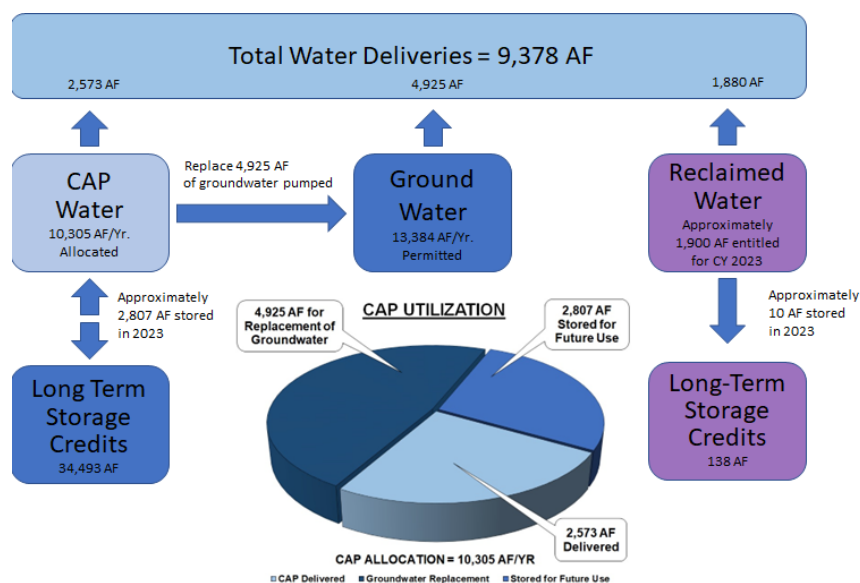 Total Water Deliveries = 9,378 AF
2,573 AF
4,925 AF
1,880 AF
CAP
Water
10,305 AF/Yr.
Allocated
Replace 4,925 AF
of groundwater pumped
Ground
Water
13,384 AF/Yr.
Permitted
Reclaimed
Water
Approximately
1,900 AF entitled
for CY 2023
Approximately
2,807 AF stored
in 2023
Approximately
10 AF stored
in 2023
Long Term
Storage
Credits
34,493 AF
CAP UTILIZATION
4,925 AF for
Replacement of
Groundwater
2,807 AF
Stored for
Future Use
2,573 AF
Delivered
Long-Term
Storage
Credits
138 AF
CAP ALLOCATION = 10,305 AF/YR
CAP Delivered
Groundwater Replacement
Stored for Future Use